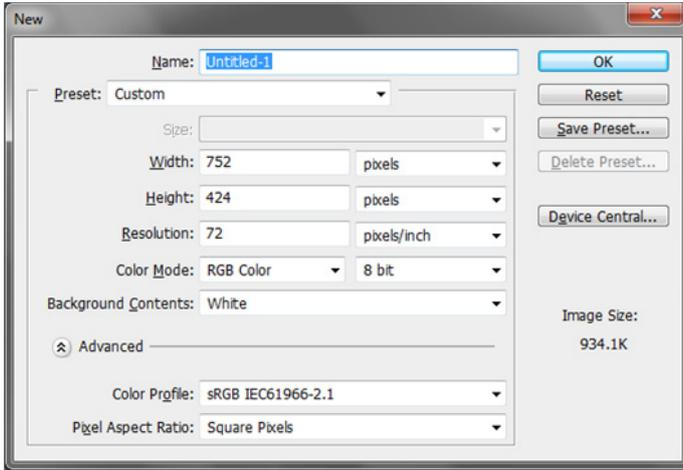 New
Name: Untitled-1
OK
Preset: Custom
Reset
Size:
Save Preset...
Width: 752 pixels
Delete Preset...
Height: 424 pixels
Device Central...
Resolution: 72 pixels/inch
Color Mode: RGB Color 8 bit
Background Contents: White
Image Size:
Advanced
934.1K
Color Profile: sRGB IEC61966-2.1
Pixel Aspect Ratio: Square Pixels